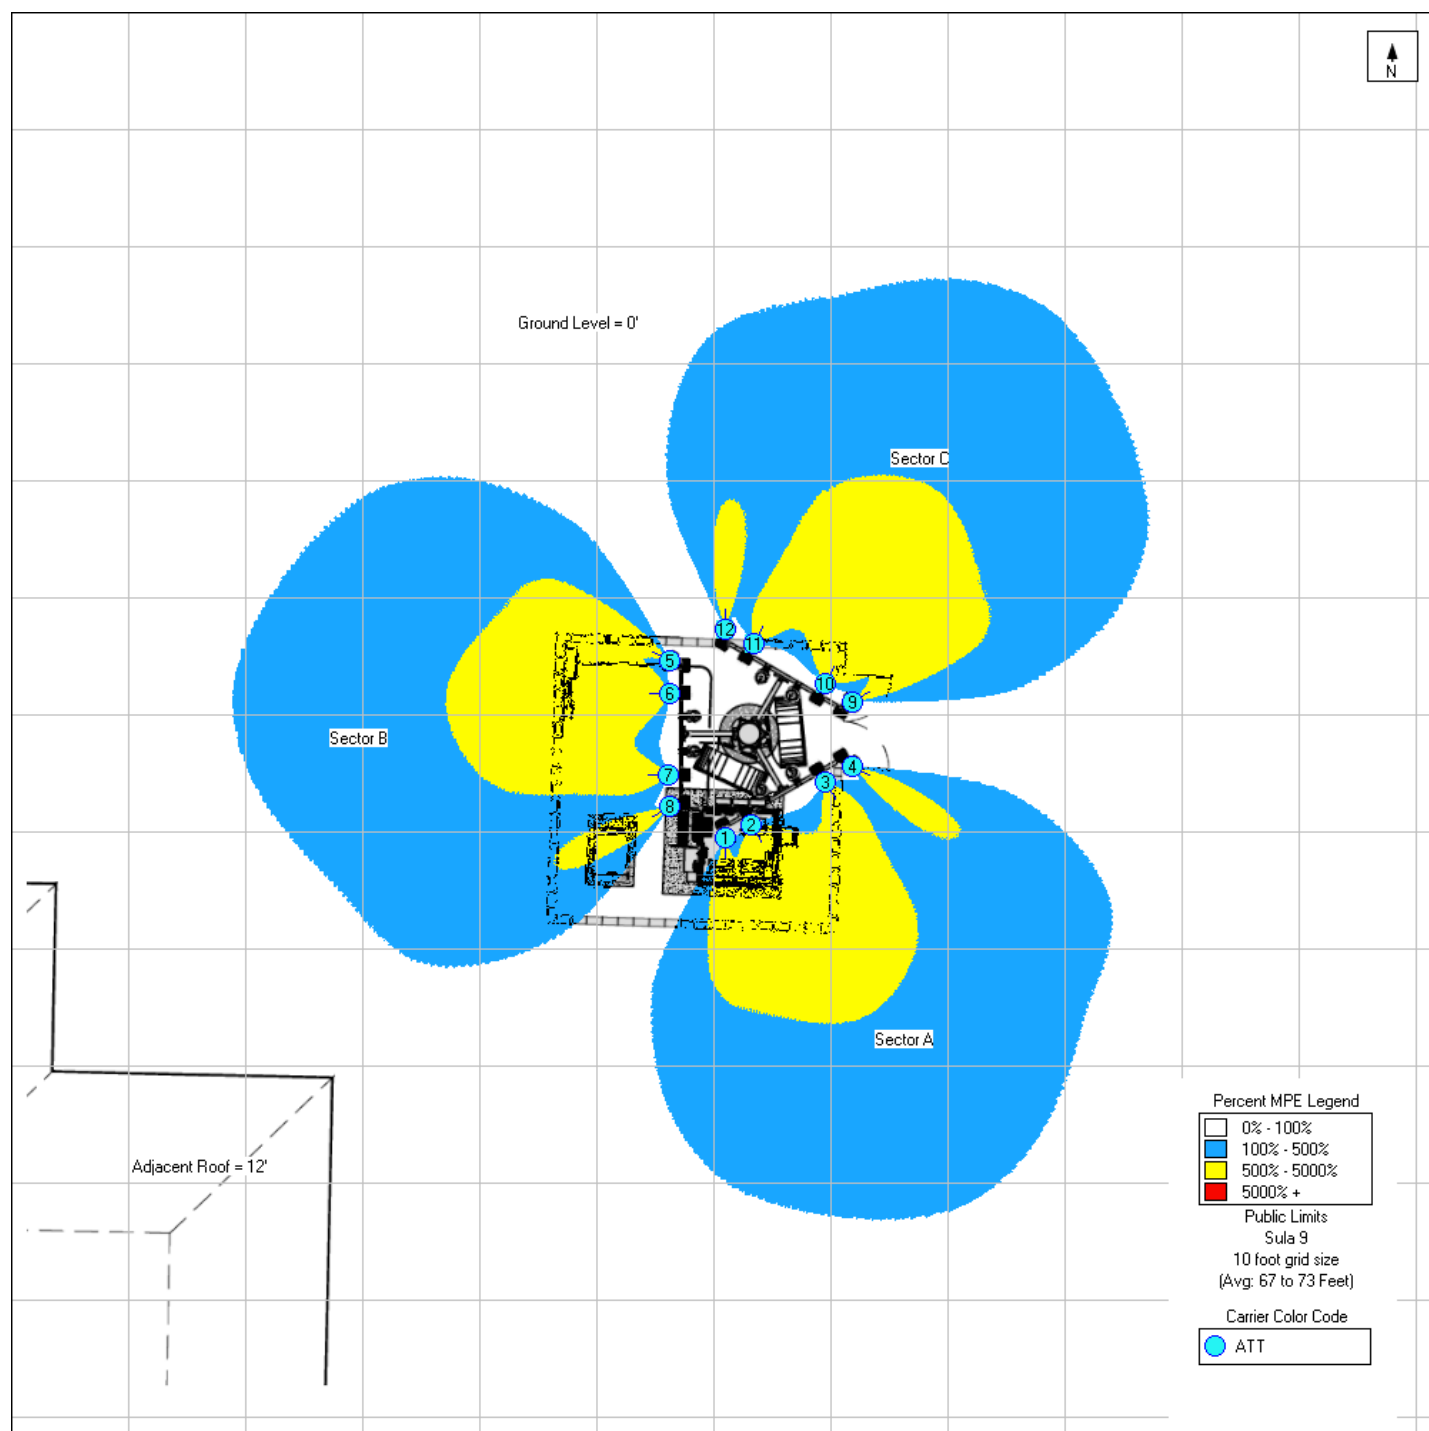 N
Ground Level = 0'
Sector C
12
11
5
10
6
9
Sector B
4
7
3
8
2
1
Sector A
Adjacent Roof = 12'
Percent MPE Legend
0% - 100%
100% - 500%
500% - 5000%
5000% +
Public Limits
Sula 9
10 foot grid size
(Avg: 67 to 73 Feet)
Carrier Color Code
ATT